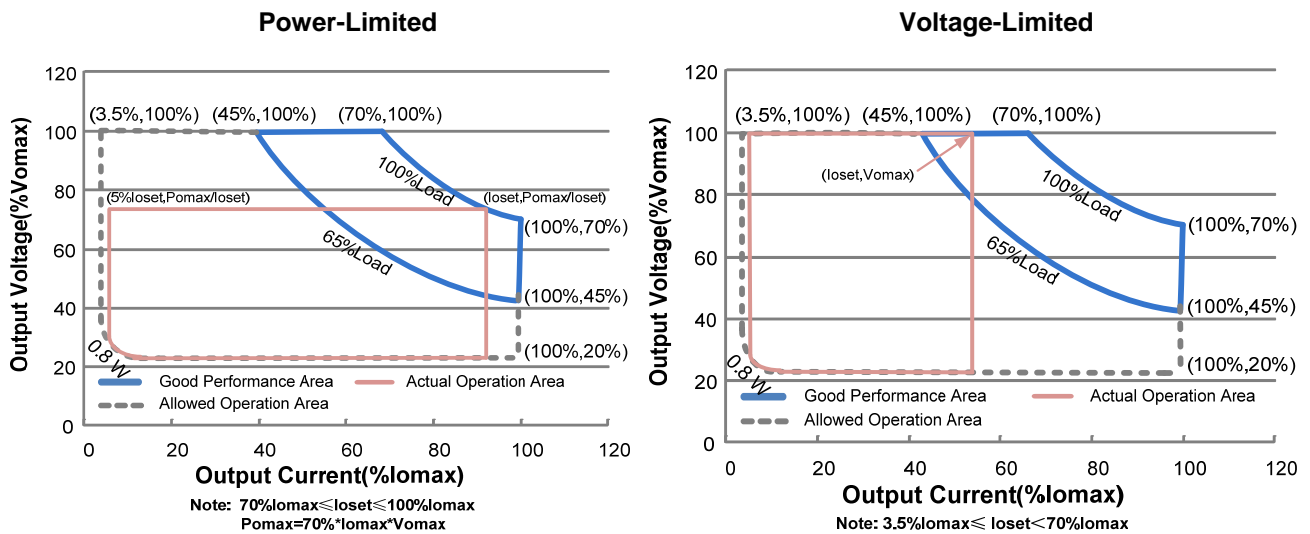 Power-Limited
Output Voltage(%Vomax)
120
100
80
60
40
20
0
(3.5%,100%) (45%,100%) (70%,100%)
100%Load
(5%Ioset,Pomax/Ioset)
(Ioset,Pomax/Ioset)
65%Load
(100%,70%)
(100%,45%)
(100%,20%)
0.8 W
Good Performance Area
Actual Operation Area
Allowed Operation Area
0 20 40 60 80 100 120
Output Current(%Iomax)
Note: 70%Iomax≤Ioset≤100%Iomax
Pomax=70%*Iomax*Vomax
Voltage-Limited
Output Voltage(%Vomax)
120
100
80
60
40
20
0
(3.5%,100%) (45%,100%) (70%,100%)
(Ioset,Vomax)
100%Load
65%Load
(100%,70%)
(100%,45%)
(100%,20%)
0.8 W
Good Performance Area
Actual Operation Area
Allowed Operation Area
0 20 40 60 80 100 120
Output Current(%Iomax)
Note: 3.5%Iomax≤ Ioset<70%Iomax